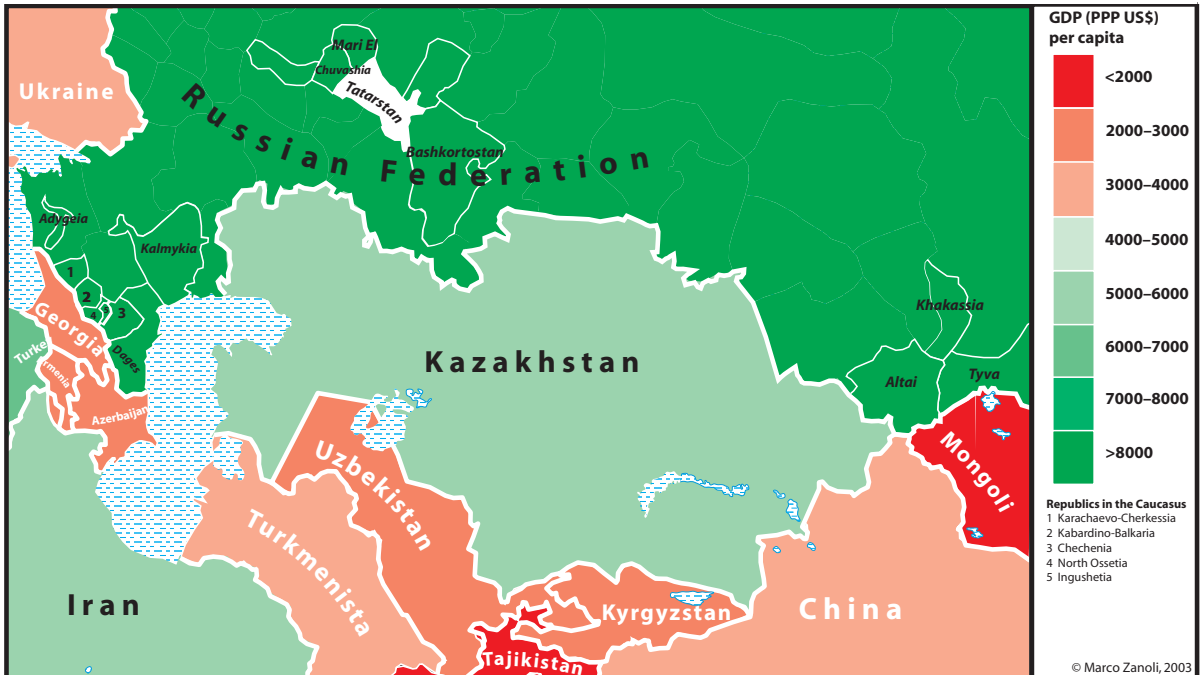 GDP (PPP US$)
per capita
<2000
2000–3000
3000–4000
4000–5000
5000–6000
6000–7000
7000–8000
>8000
Republics in the Caucasus
1 Karachaevo-Cherkessia
2 Kabardino-Balkaria
3 Chechenia
4 North Ossetia
5 Ingushetia
© Marco Zanoli, 2003
Mari El
Chuvashia
Tatarstan
Ukraine
Russian Federation
Bashkortostan
Adygeia
Kalmykia
1
2
5
4
3
Georgia
Dages
Turke
rmenia
Azerbaijan
Kazakhstan
Khakassia
Altai
Tyva
Mongoli
Uzbekistan
Turkmenista
Iran
Kyrgyzstan
China
Tajikistan